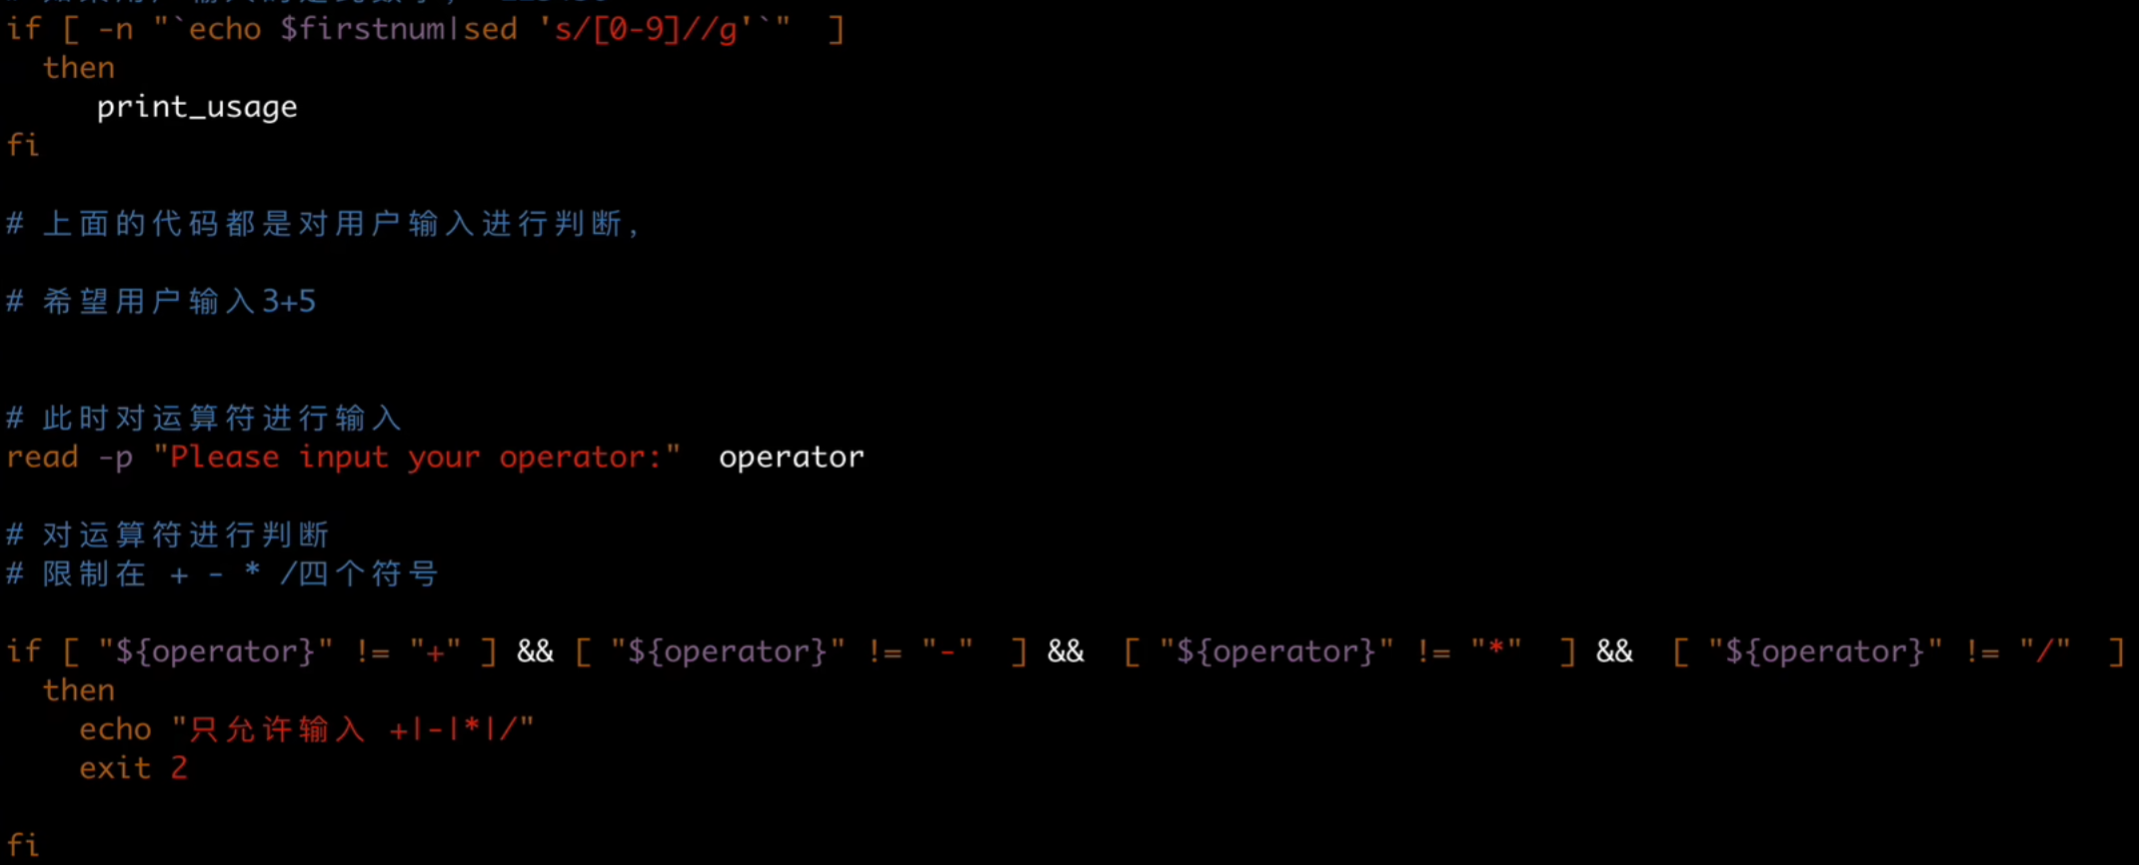 if [ -n "`echo $firstnum|sed 's/[0-9]//g'`"  ]
  then
     print_usage
fi
# 上面的代码都是对用户输入进行判断，
# 希望用户输入3+5
# 此时对运算符进行输入
read -p "Please input your operator:"  operator
# 对运算符进行判断
# 限制在 + - * /四个符号
if [ "${operator}" != "+" ] && [ "${operator}" != "-"  ] &&  [ "${operator}" != "*"  ] &&  [ "${operator}" != "/"  ]
  then
    echo "只允许输入 +|-|*|/"
    exit 2
fi